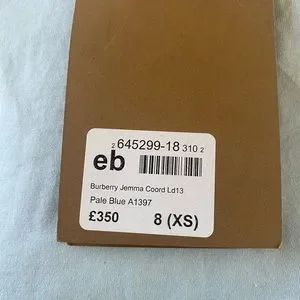 2 645299-18 310 2
eb
Burberry Jemma Coord Ld13
Pale Blue A1397
£350 8 (XS)